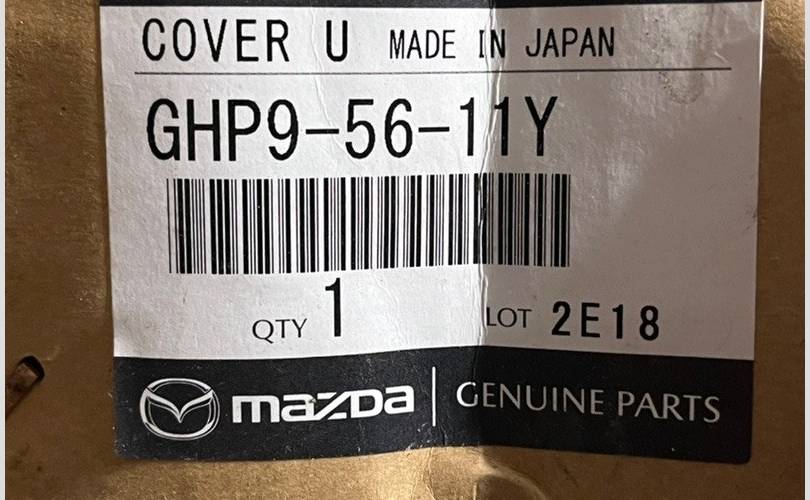 COVER U MADE IN JAPAN
GHP9-56-11Y
QTY 1 LOT 2E18
mazda GENUINE PARTS